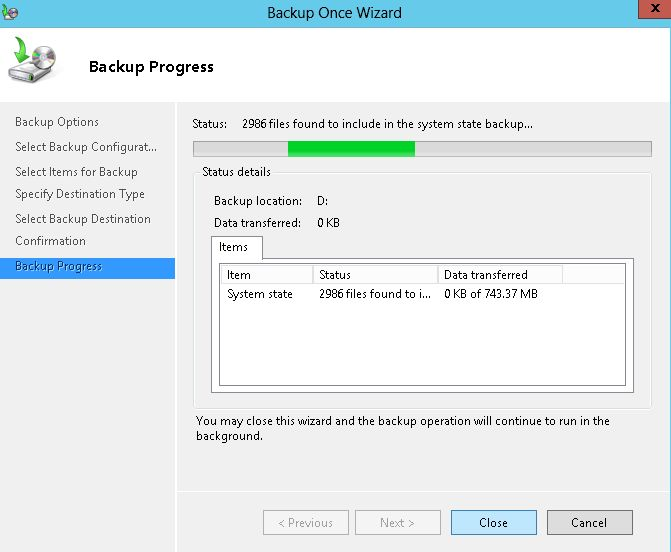 Backup Once Wizard
x
Backup Progress
Backup Options
Select Backup Configurat...
Select Items for Backup
Specify Destination Type
Select Backup Destination
Confirmation
Backup Progress
Status: 2986 files found to include in the system state backup...
Status details
Backup location: D:
Data transferred: 0 KB
Items
Item Status Data transferred
System state 2986 files found to i... 0 KB of 743.37 MB
You may close this wizard and the backup operation will continue to run in the
background.
< Previous Next > Close Cancel